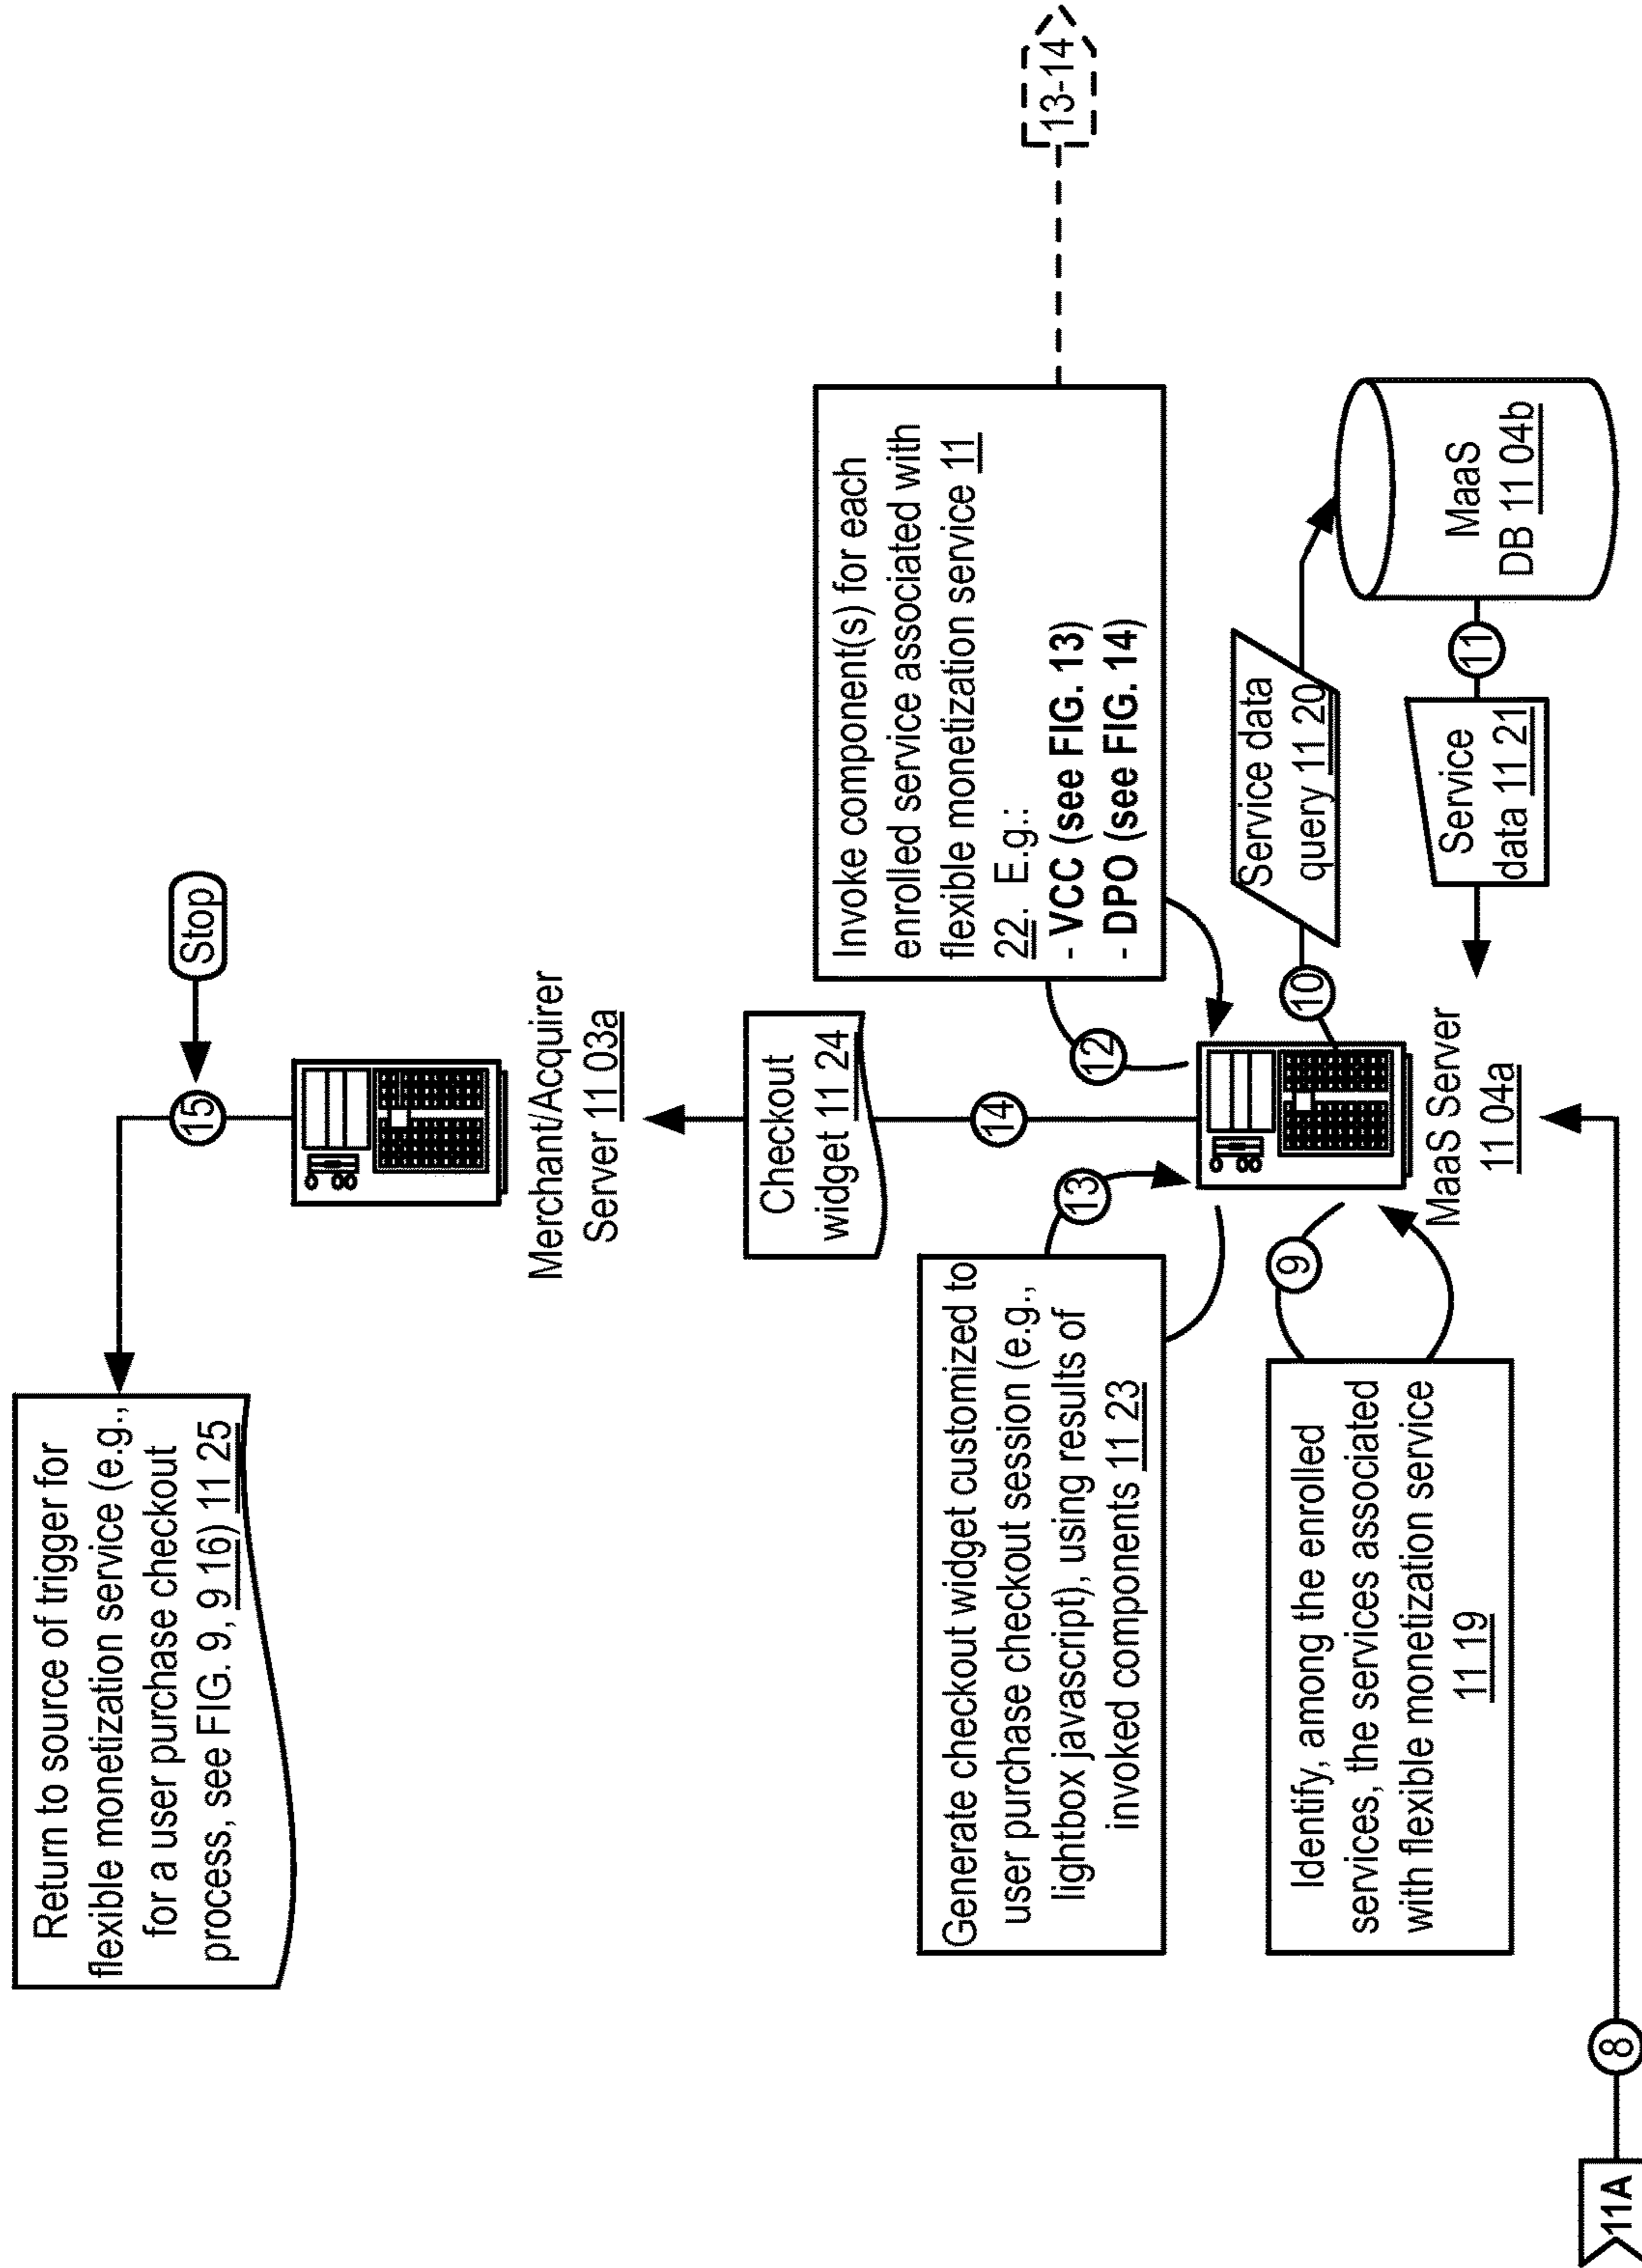 11A
8
Identify, among the enrolled
services, the services associated
with flexible monetization service
11 19
9
MaaS Server
11 04a
10
Service data
query 11 20
MaaS
DB 11 04b
11
Service
data 11 21
12
Invoke component(s) for each
enrolled service associated with
flexible monetization service 11
22. E.g.:
- VCC (see FIG. 13)
- DPO (see FIG. 14)
13-14
13
Generate checkout widget customized to
user purchase checkout session (e.g.,
lightbox javascript), using results of
invoked components 11 23
14
Checkout
widget 11 24
Merchant/Acquirer
Server 11 03a
15
Stop
Return to source of trigger for
flexible monetization service (e.g.,
for a user purchase checkout
process, see FIG. 9, 9 16) 11 25